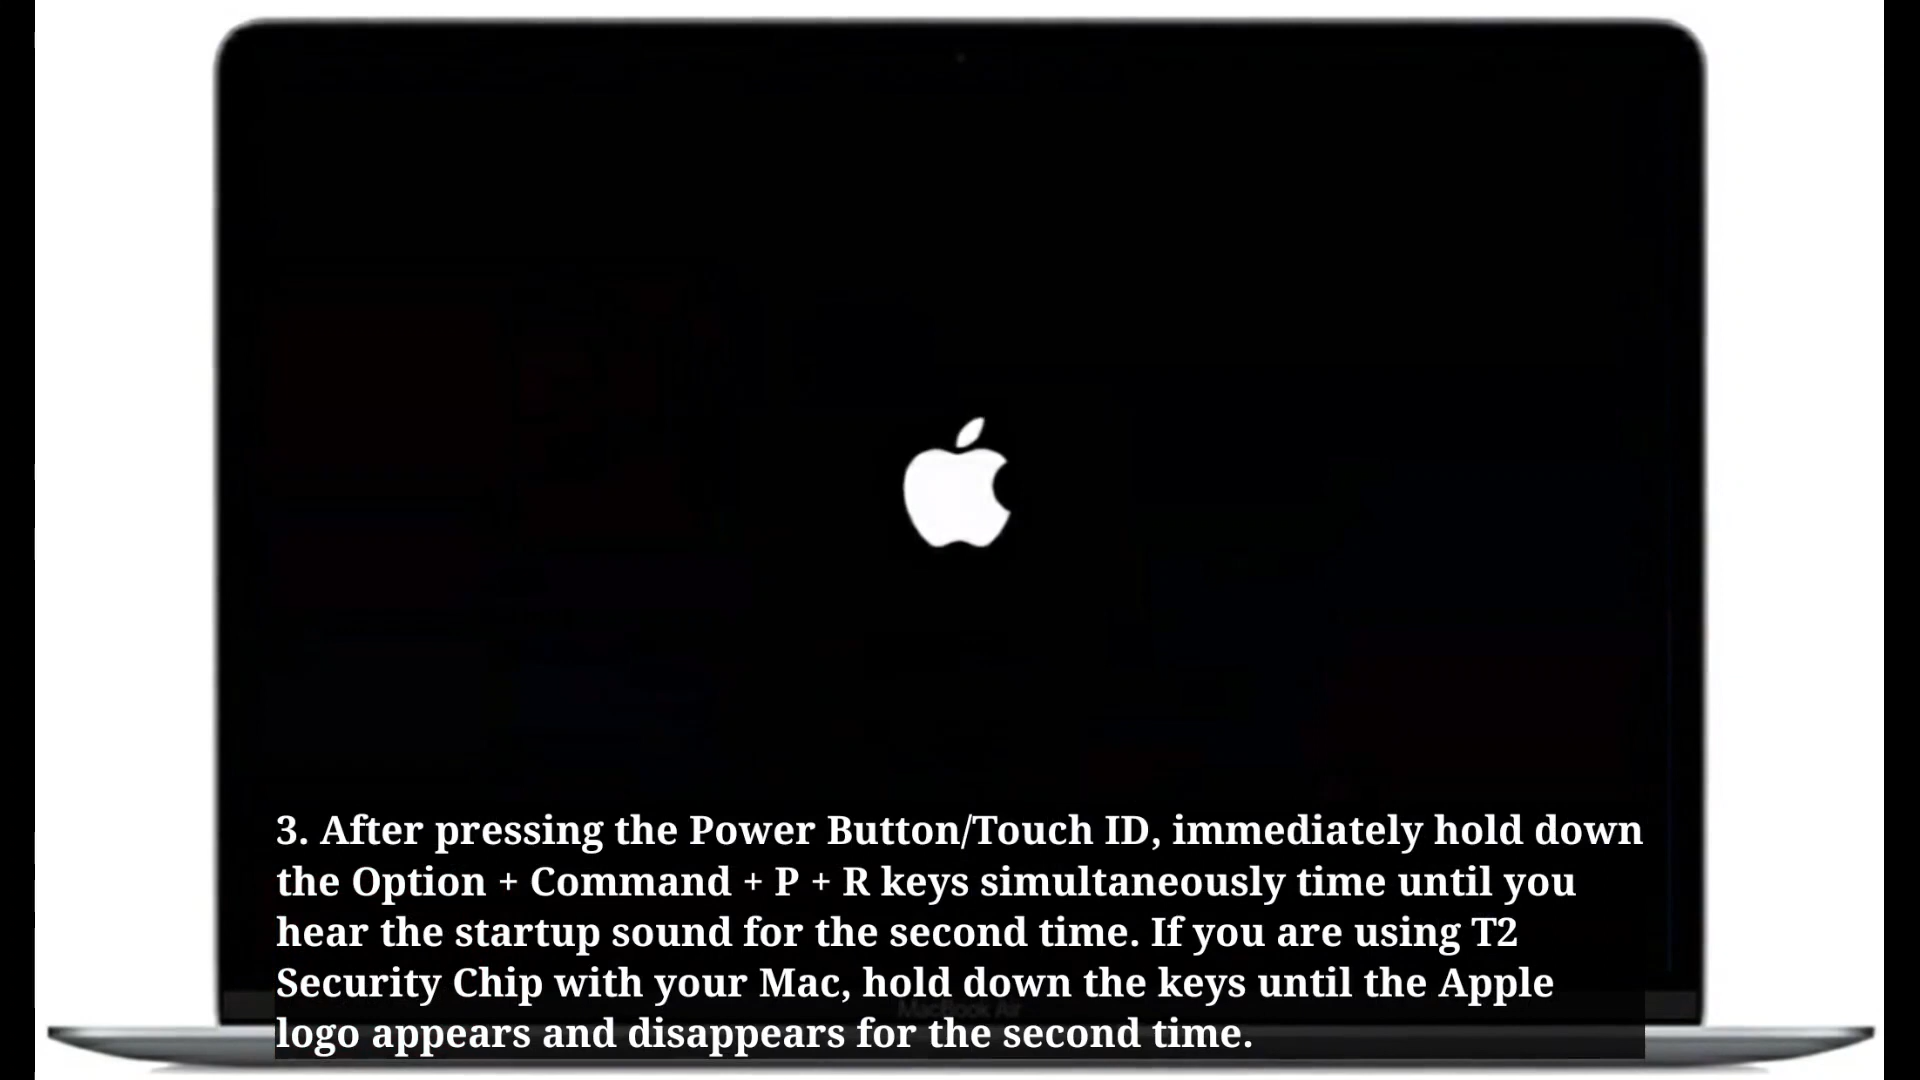 3. After pressing the Power Button/Touch ID, immediately hold down
the Option + Command + P + R keys simultaneously time until you
hear the startup sound for the second time. If you are using T2
Security Chip with your Mac, hold down the keys until the Apple
logo appears and disappears for the second time.
MacBook Air